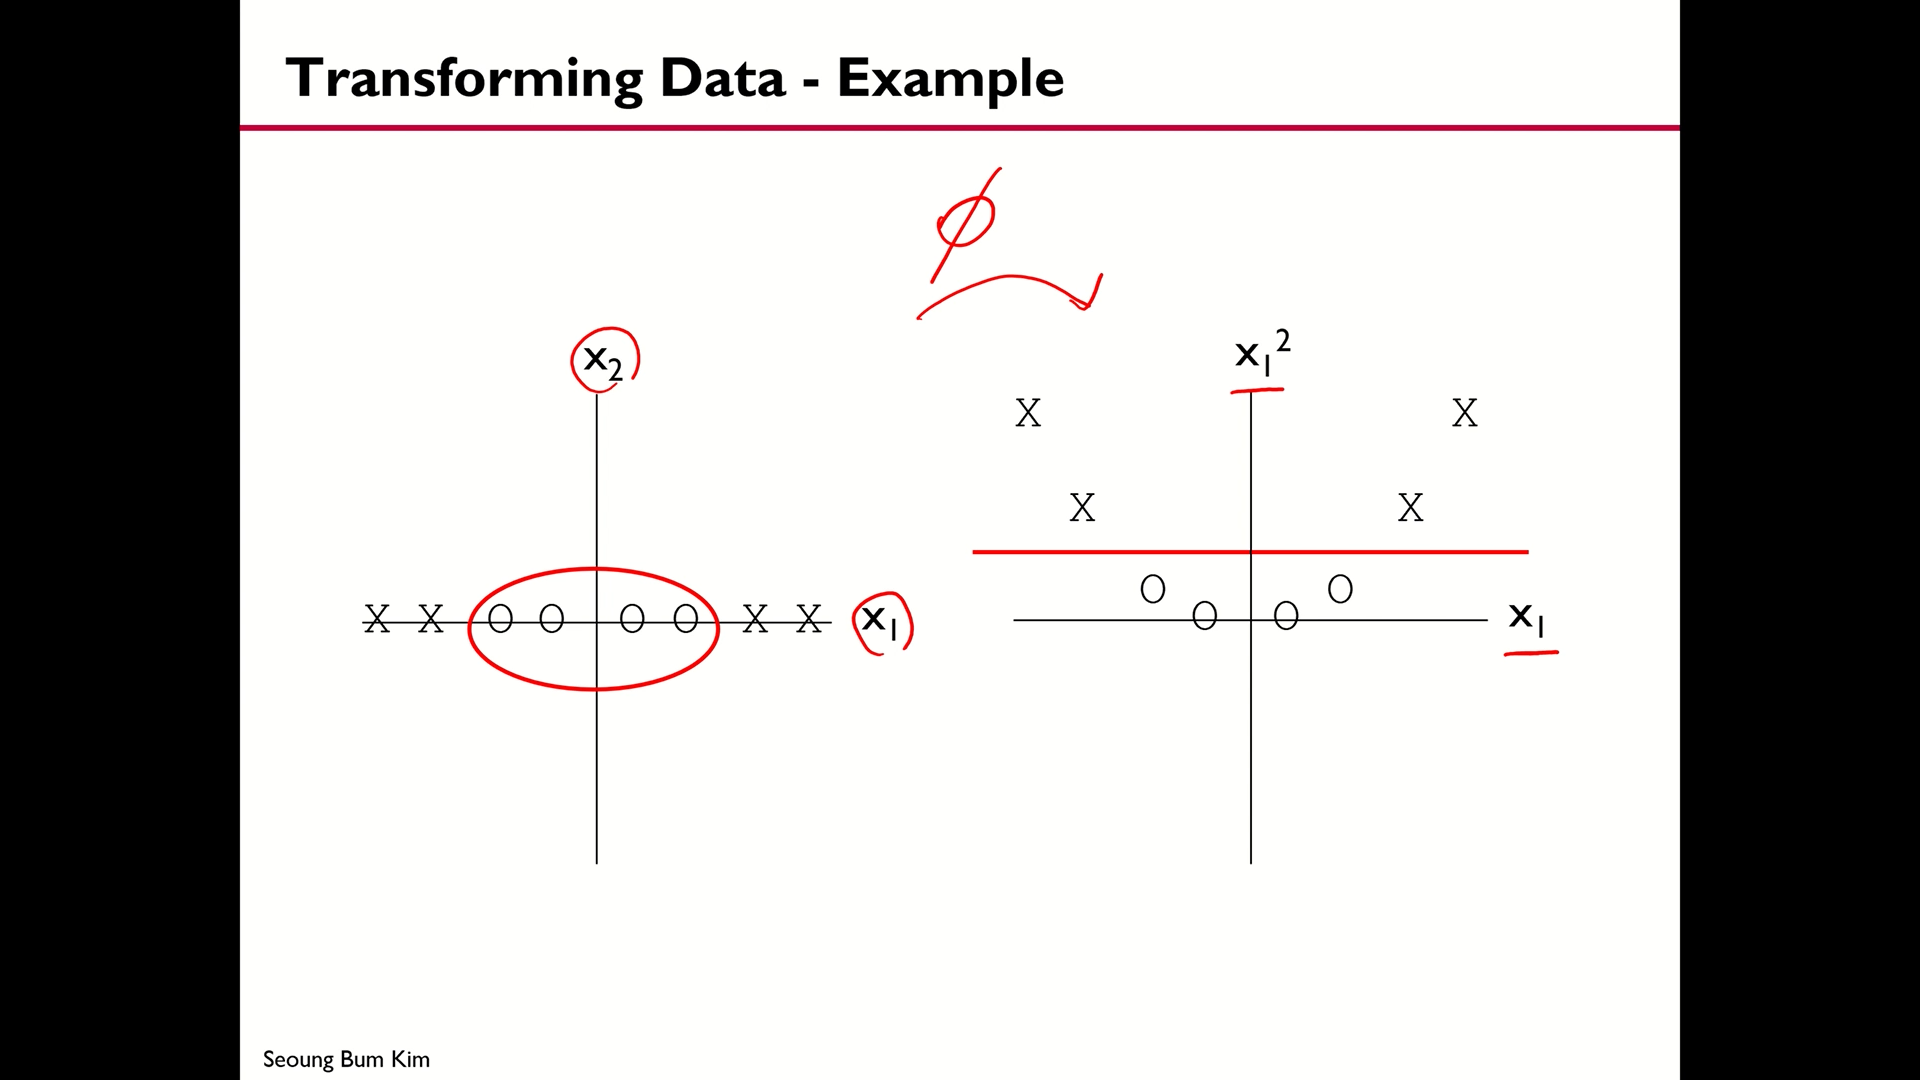 Transforming Data - Example
ϕ
x₂
x₁²
X X
X X
O O
X X O O O O X X x₁
O O x₁
Seoung Bum Kim